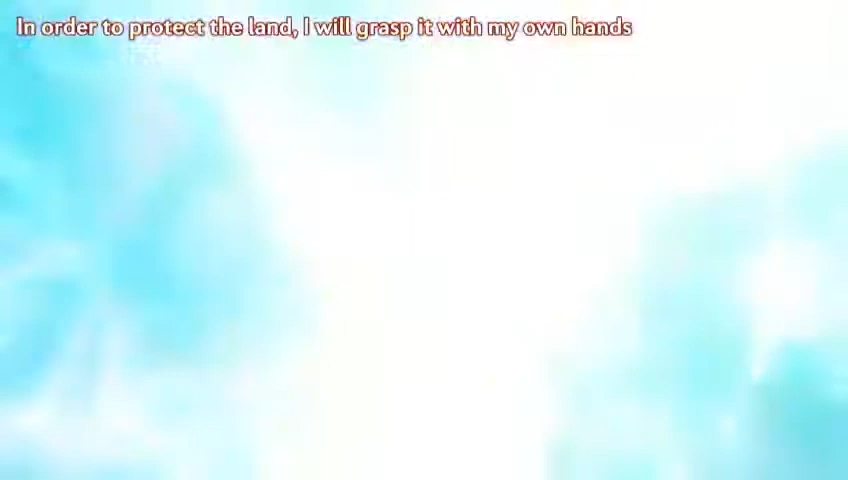 In order to protect the land, I will grasp it with my own hands